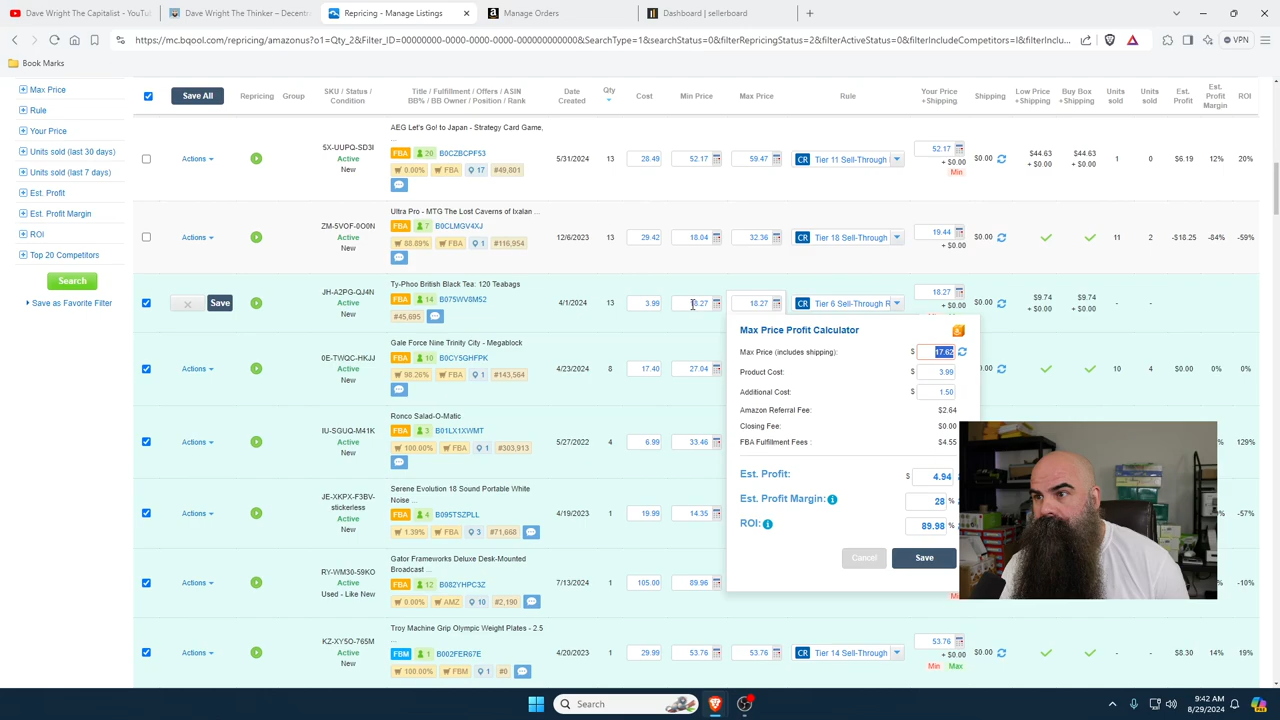 Dave Wright The Capitalist - YouTu
Dave Wright The Thinker – Decentr
Repricing - Manage Listings
Manage Orders
Dashboard | sellerboard
https://mc.bqool.com/repricing/amazonus?o1=Qty_2&Filter_ID=00000000-0000-0000-0000-000000000000&SearchType=1&searchStatus=0&filterRepricingStatus=2&filterActiveStatus=0&filterIncludeCompetitors=I&filterInclu...
VPN
Book Marks
Max Price
Rule
Your Price
Units sold (last 30 days)
Units sold (last 7 days)
Est. Profit
Est. Profit Margin
ROI
Top 20 Competitors
Search
Save as Favorite Filter
Save All
Repricing
Group
SKU / Status / Condition
Title / Fulfillment / Offers / ASIN
BB% / BB Owner / Position / Rank
Date Created
Qty
Cost
Min Price
Max Price
Rule
Your Price +Shipping
Shipping
Low Price +Shipping
Buy Box +Shipping
Units sold
Units sold
Est. Profit
Est. Profit Margin
ROI
Actions
5X-UUPQ-SD3I
Active
New
AEG Let's Go! to Japan - Strategy Card Game,
...
FBA 20 B0CZBCPF53
0.00% FBA 17 #49,801
5/31/2024 13 28.49 52.17 59.47 CR Tier 11 Sell-Through 52.17 + $0.00 Min $0.00 $44.63 + $0.00 $44.63 + $0.00 1 0 $6.19 12% 20%
Actions
ZM-5VOF-0O0N
Active
New
Ultra Pro - MTG The Lost Caverns of Ixalan ...
FBA 7 B0CLMGV4XJ
88.89% FBA 1 #116,954
12/6/2023 13 29.42 18.04 32.36 CR Tier 18 Sell-Through 19.44 + $0.00 $0.00 11 2 -$18.25 -84%
Save
JH-A2PG-QJ4N
Active
New
Ty-Phoo British Black Tea: 120 Teabags
FBA 14 B075WV8M52
#45,695
4/1/2024 13 3.99 18.27 18.27 CR Tier 6 Sell-Through R 18.27 $0.00 $9.74 + $0.00 $9.74 + $0.00 - -
Actions
0E-TWQC-HKJJ
Active
New
Gale Force Nine Trinity City - Megablock
FBA 10 B0CY5GHFPK
98.26% FBA 1 #143,564
4/23/2024 8 17.40 27.04 10 4 $0.00 0% 0%
Actions
IU-SGUQ-M41K
Active
New
Ronco Salad-O-Matic
FBA 3 B01LX1XWMT
100.00% FBA 1 #303,913
5/27/2022 4 6.99 33.46 129%
Actions
JE-XKPX-F3BV-stickerless
Active
New
Serene Evolution 18 Sound Portable White
Noise ...
FBA 4 B095TSZPLL
1.39% FBA 3 #71,668
4/19/2023 1 19.99 14.35 -57%
Actions
RY-WM30-59KO
Active
Used - Like New
Gator Frameworks Deluxe Desk-Mounted
Broadcast ...
FBA 12 B082YHPC3Z
0.00% AMZ 10 #2,190
7/13/2024 1 105.00 89.96 -10%
Actions
KZ-XY5O-765M
Active
New
Troy Machine Grip Olympic Weight Plates - 2.5
...
FBM 1 B002FER67E
100.00% FBM 1 #0
4/20/2023 1 29.99 53.76 53.76 CR Tier 14 Sell-Through 53.76 + $0.00 Min Max $0.00 $8.30 14% 19%
Max Price Profit Calculator
Max Price (includes shipping): $ 17.62
Product Cost: $ 3.99
Additional Cost: $ 1.50
Amazon Referral Fee: $2.64
Closing Fee: $0.00
FBA Fulfillment Fees : $4.55
Est. Profit: $ 4.94
Est. Profit Margin: 28 %
ROI: 89.98 %
Cancel
Save
Search
9:42 AM
8/29/2024